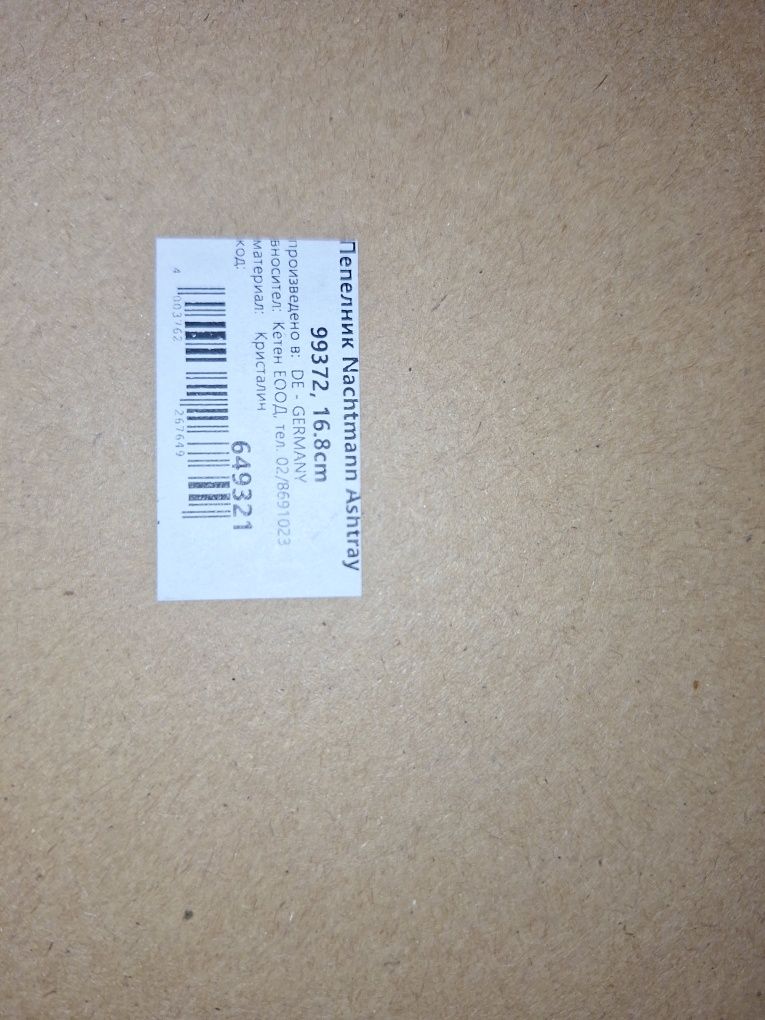 Пепелник Nachtmann Ashtray
99372, 16.8cm
произведено в: DE - GERMANY
вносител: Кетен ЕООД, тел. 02/8691023
материал: Кристалин
код: 649321
4 003762 267649